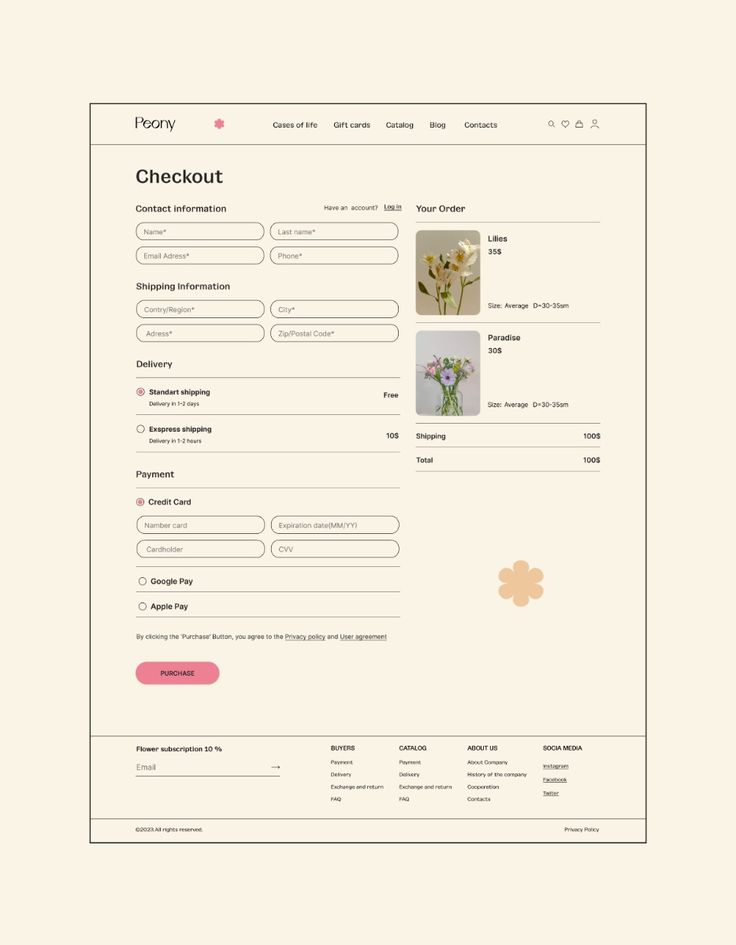 Peony
Cases of life Gift cards Catalog Blog Contacts
Checkout
Contact information Have an account? Log in
Name* Last name*
Email Adress* Phone*
Shipping Information
Contry/Region* City*
Adress* Zip/Postal Code*
Delivery
Standart shipping
Delivery in 1-2 days
Free
Exspress shipping
Delivery in 1-2 hours
10$
Payment
Credit Card
Namber card Expiration date(MM/YY)
Cardholder CVV
Google Pay
Apple Pay
By clicking the 'Purchase' Button, you agree to the Privacy policy and User agreement
PURCHASE
Your Order
Lilies
35$
Size: Average D=30-35sm
Paradise
30$
Size: Average D=30-35sm
Shipping 100$
Total 100$
Flower subscription 10 %
Email →
BUYERS
Payment
Delivery
Exchange and return
FAQ
CATALOG
Payment
Delivery
Exchange and return
FAQ
ABOUT US
About Company
History of the company
Cooperation
Contacts
SOCIA MEDIA
Instagram
Facebook
Twitter
©2023 All rights reserved. Privacy Policy